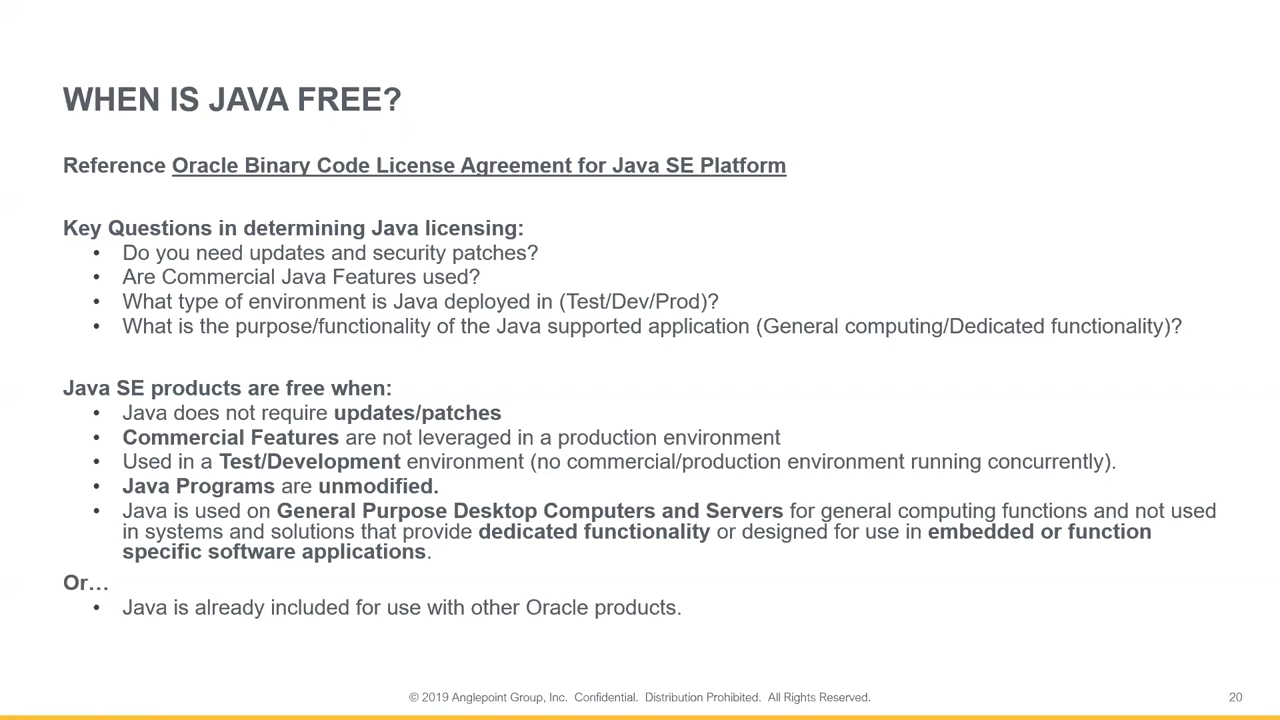 WHEN IS JAVA FREE?
Reference Oracle Binary Code License Agreement for Java SE Platform
Key Questions in determining Java licensing:
• Do you need updates and security patches?
• Are Commercial Java Features used?
• What type of environment is Java deployed in (Test/Dev/Prod)?
• What is the purpose/functionality of the Java supported application (General computing/Dedicated functionality)?
Java SE products are free when:
• Java does not require updates/patches
• Commercial Features are not leveraged in a production environment
• Used in a Test/Development environment (no commercial/production environment running concurrently).
• Java Programs are unmodified.
• Java is used on General Purpose Desktop Computers and Servers for general computing functions and not used
in systems and solutions that provide dedicated functionality or designed for use in embedded or function
specific software applications.
Or…
• Java is already included for use with other Oracle products.
© 2019 Anglepoint Group, Inc. Confidential. Distribution Prohibited. All Rights Reserved.
20